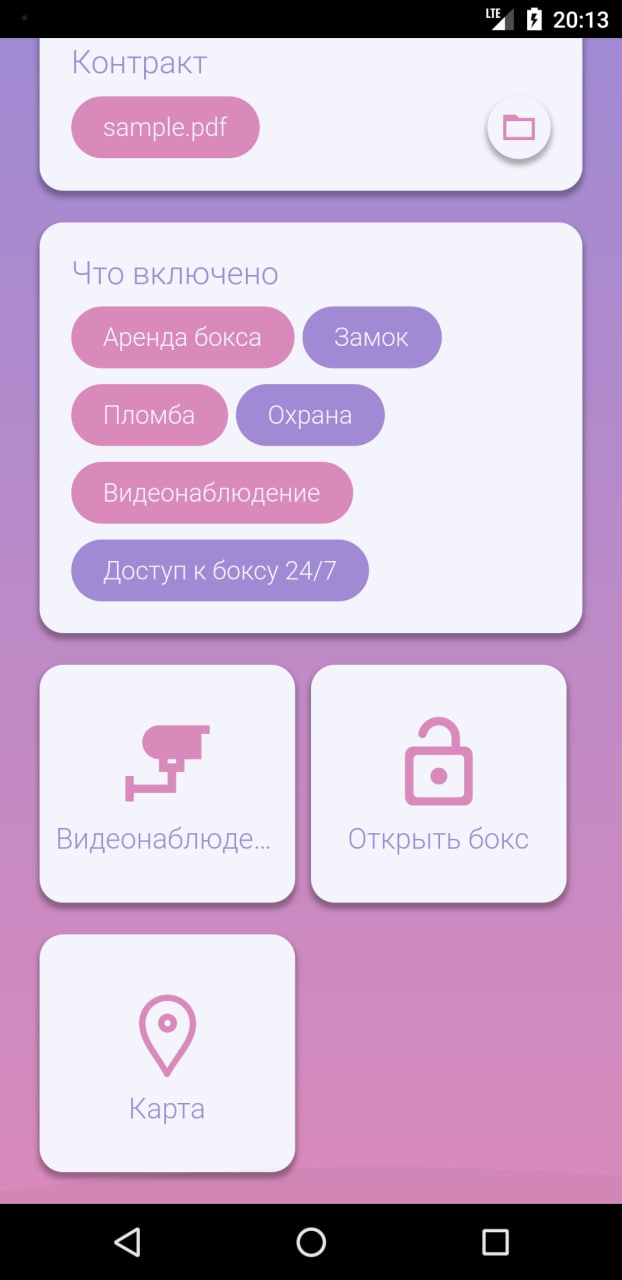 LTE 20:13
Контракт
sample.pdf
Что включено
Аренда бокса Замок
Пломба Охрана
Видеонаблюдение
Доступ к боксу 24/7
Видеонаблюде... Открыть бокс
Карта